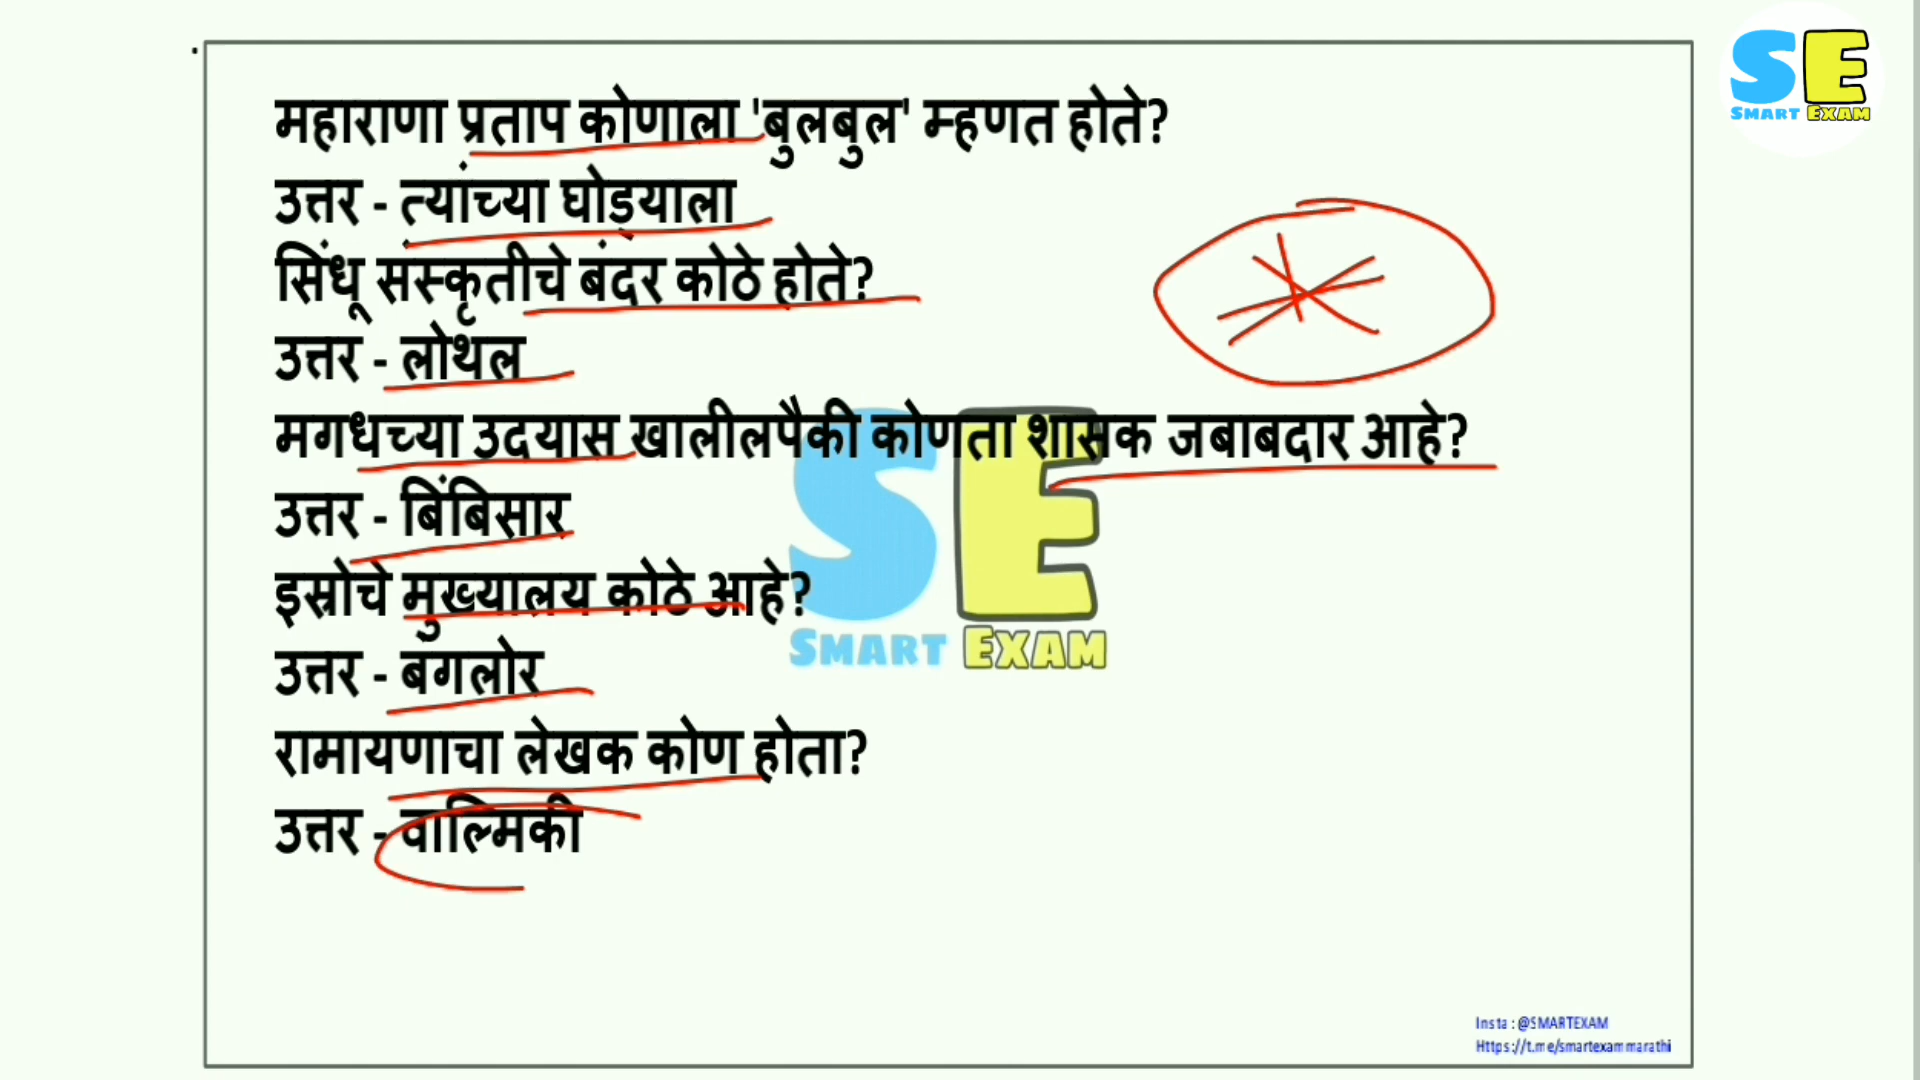 SE
SMART EXAM
महाराणा प्रताप कोणाला 'बुलबुल' म्हणत होते?
उत्तर - त्यांच्या घोड्याला
सिंधू संस्कृतीचे बंदर कोठे होते?
उत्तर - लोथल
मगधच्या उदयास खालीलपैकी कोणता शासक जबाबदार आहे?
उत्तर - बिंबिसार
इस्रोचे मुख्यालय कोठे आहे?
उत्तर - बंगलोर
रामायणाचा लेखक कोण होता?
उत्तर - वाल्मिकी
SE
SMART EXAM
Insta : @SMARTEXAM
Https://t.me/smartexammarathi